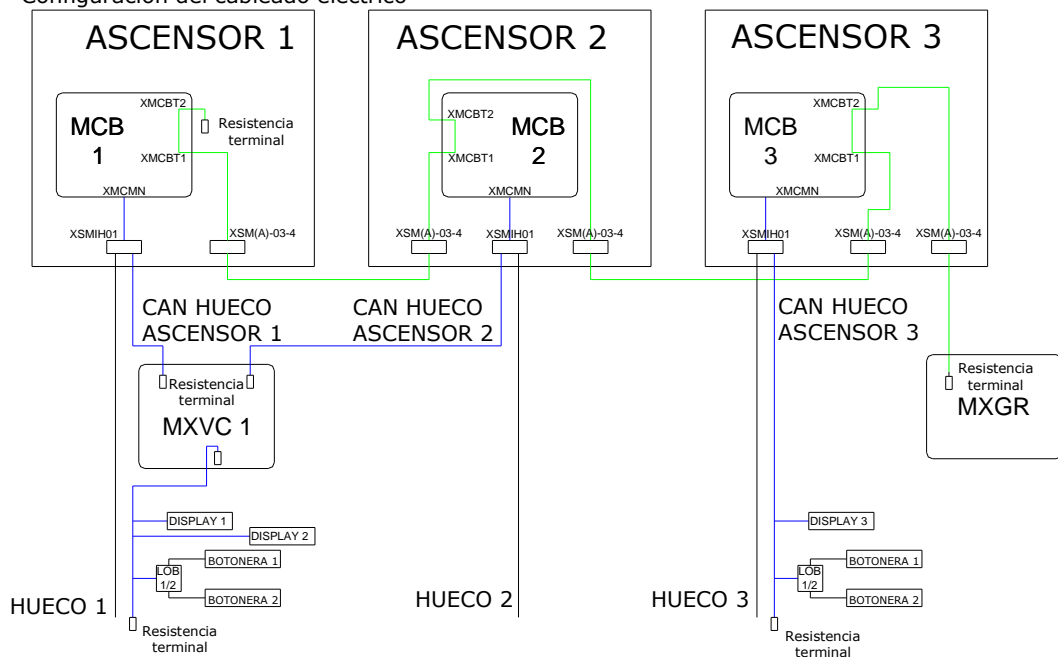 Configuración del cableado eléctrico
ASCENSOR 1
ASCENSOR 2
ASCENSOR 3
XMCBT2
MCB
1
Resistencia
terminal
XMCBT1
XMCMN
XSMIH01
XSM(A)-03-4
XMCBT2
MCB
2
XMCBT1
XMCMN
XSM(A)-03-4
XSMIH01
XSM(A)-03-4
XMCBT2
MCB
3
XMCBT1
XMCMN
XSMIH01
XSM(A)-03-4
XSM(A)-03-4
CAN HUECO
ASCENSOR 1
CAN HUECO
ASCENSOR 2
CAN HUECO
ASCENSOR 3
Resistencia
terminal
MXVC 1
Resistencia
terminal
MXGR
DISPLAY 1
DISPLAY 2
BOTONERA 1
LOB
1/2
BOTONERA 2
HUECO 1
Resistencia
terminal
HUECO 2
DISPLAY 3
BOTONERA 1
LOB
1/2
BOTONERA 2
HUECO 3
Resistencia
terminal